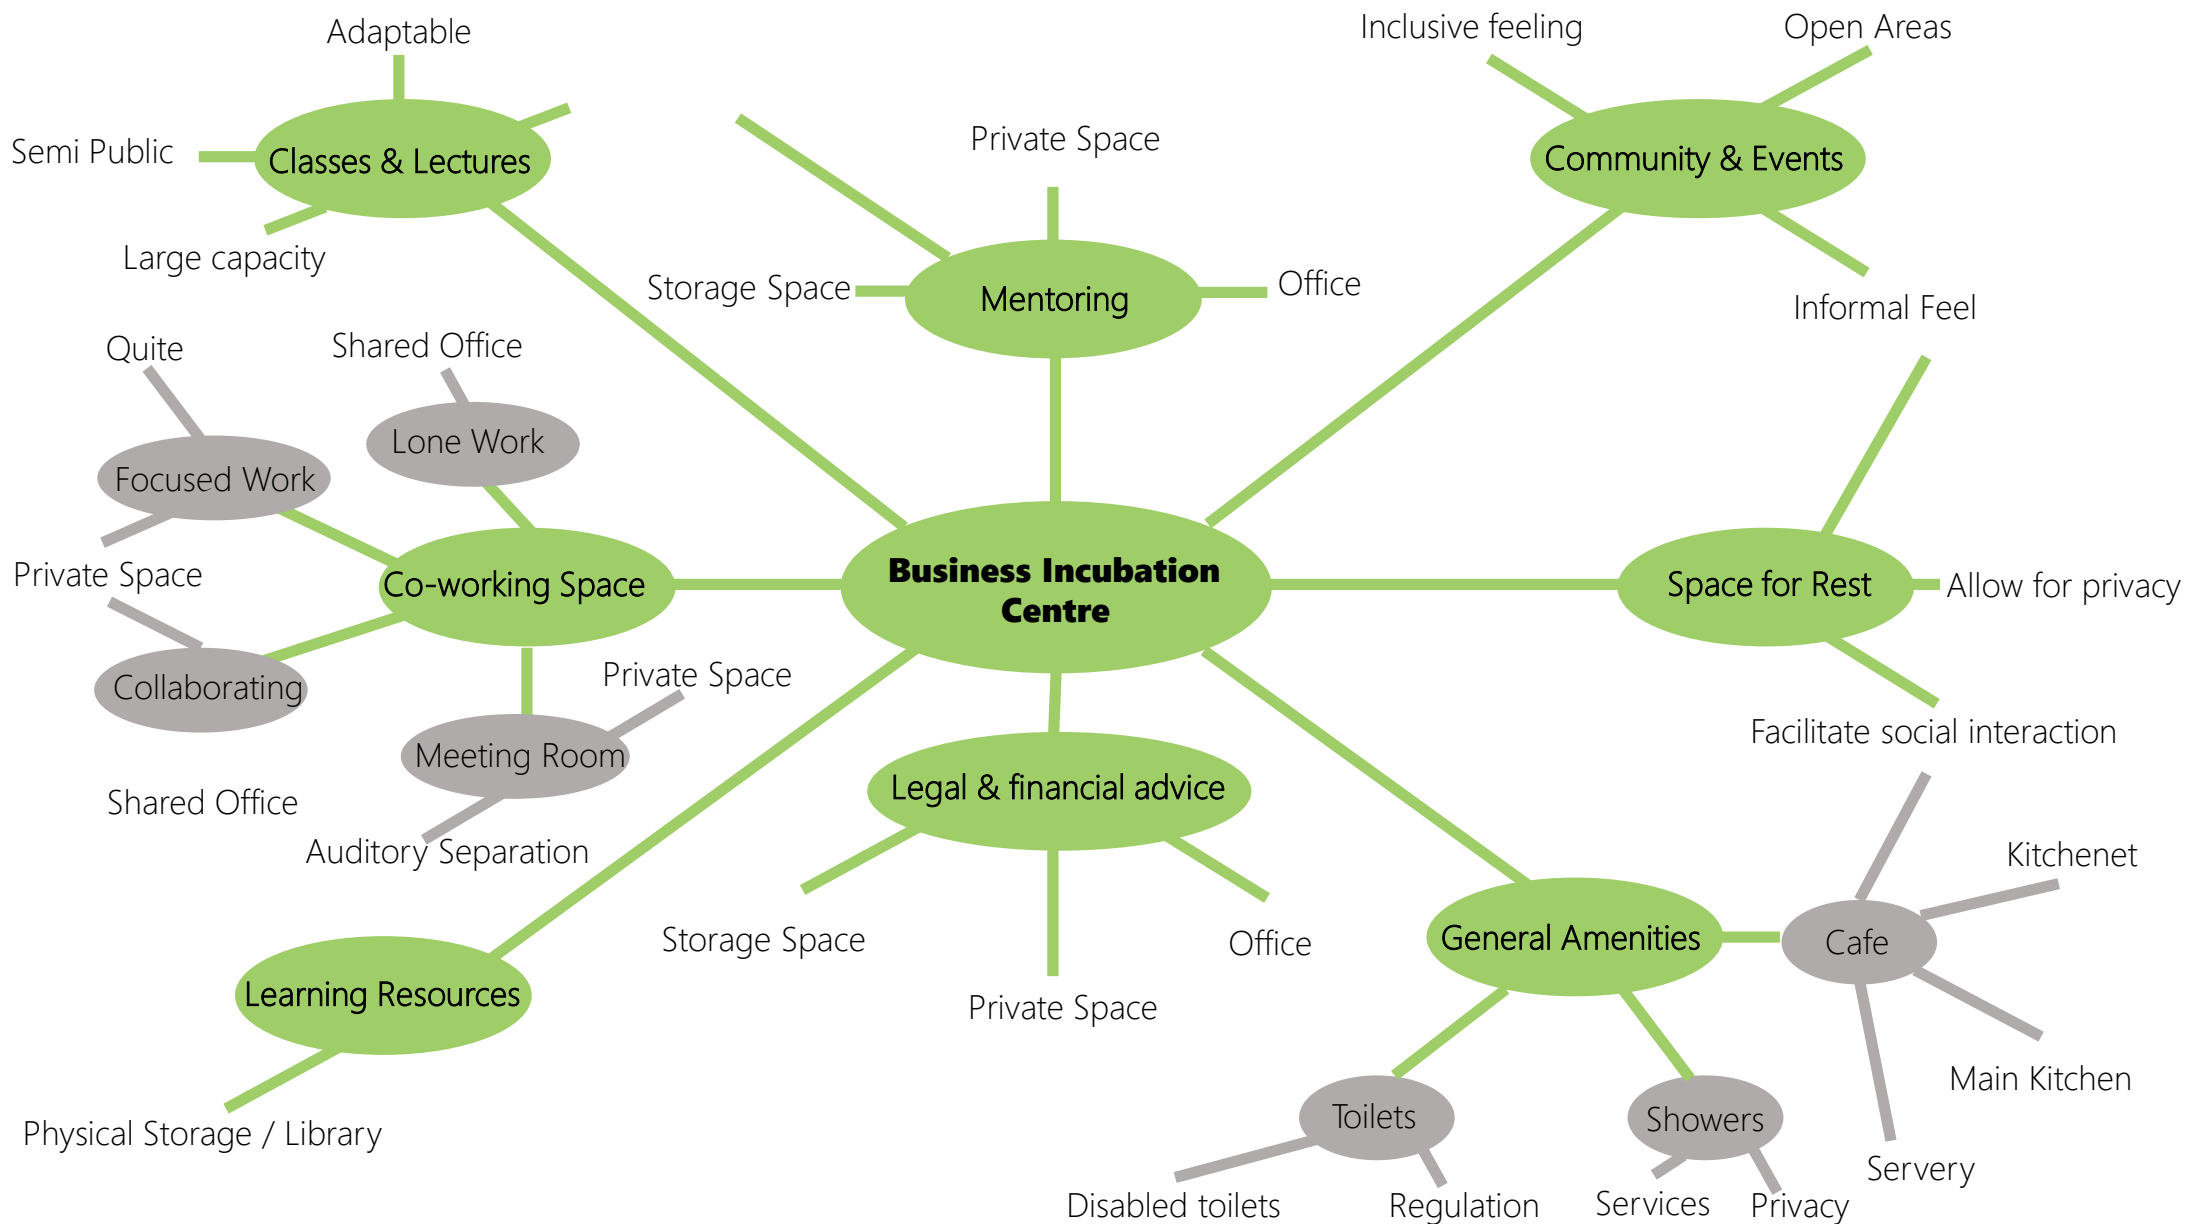 Adaptable
Inclusive feeling
Open Areas
Semi Public
Classes & Lectures
Private Space
Community & Events
Large capacity
Storage Space
Mentoring
Office
Informal Feel
Quite
Shared Office
Lone Work
Focused Work
Private Space
Co-working Space
Business Incubation
Centre
Space for Rest
Allow for privacy
Collaborating
Private Space
Meeting Room
Facilitate social interaction
Shared Office
Auditory Separation
Legal & financial advice
Kitchenet
Storage Space
Office
General Amenities
Cafe
Learning Resources
Private Space
Main Kitchen
Physical Storage / Library
Toilets
Showers
Servery
Disabled toilets
Regulation
Services
Privacy